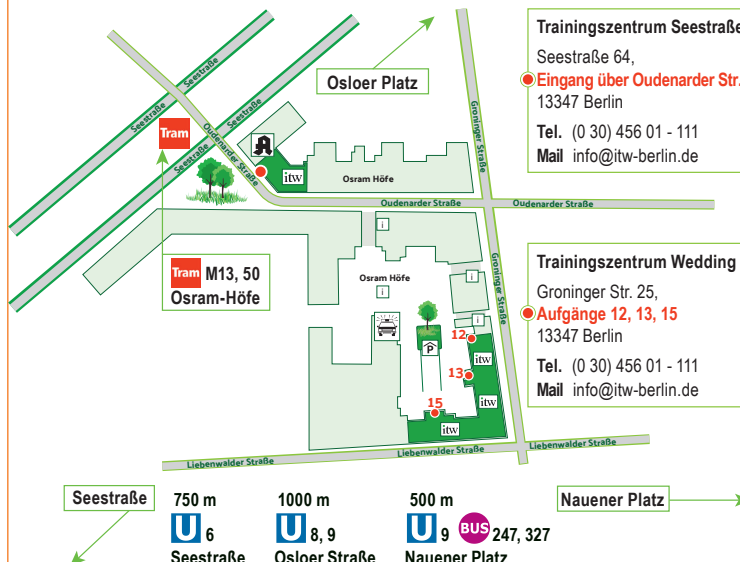 Trainingszentrum Seestraße
Seestraße 64,
Eingang über Oudenarder Str.
13347 Berlin
Tel. (0 30) 456 01 - 111
Mail info@itw-berlin.de
Osloer Platz
Seestraße
Seestraße
Seestraße
Seestraße
Tram
Oudenarder Straße
Groninger Straße
itw
Osram Höfe
Oudenarder Straße
Oudenarder Straße
i
Tram M13, 50
Osram-Höfe
Osram Höfe
i
i
i
P
12
itw
13
itw
15
itw
Groninger Straße
Trainingszentrum Wedding
Groninger Str. 25,
Aufgänge 12, 13, 15
13347 Berlin
Tel. (0 30) 456 01 - 111
Mail info@itw-berlin.de
Liebenwalder Straße
Liebenwalder Straße
Liebenwalder Straße
Seestraße
750 m
U 6
Seestraße
1000 m
U 8, 9
Osloer Straße
500 m
U 9 BUS 247, 327
Nauener Platz
Nauener Platz